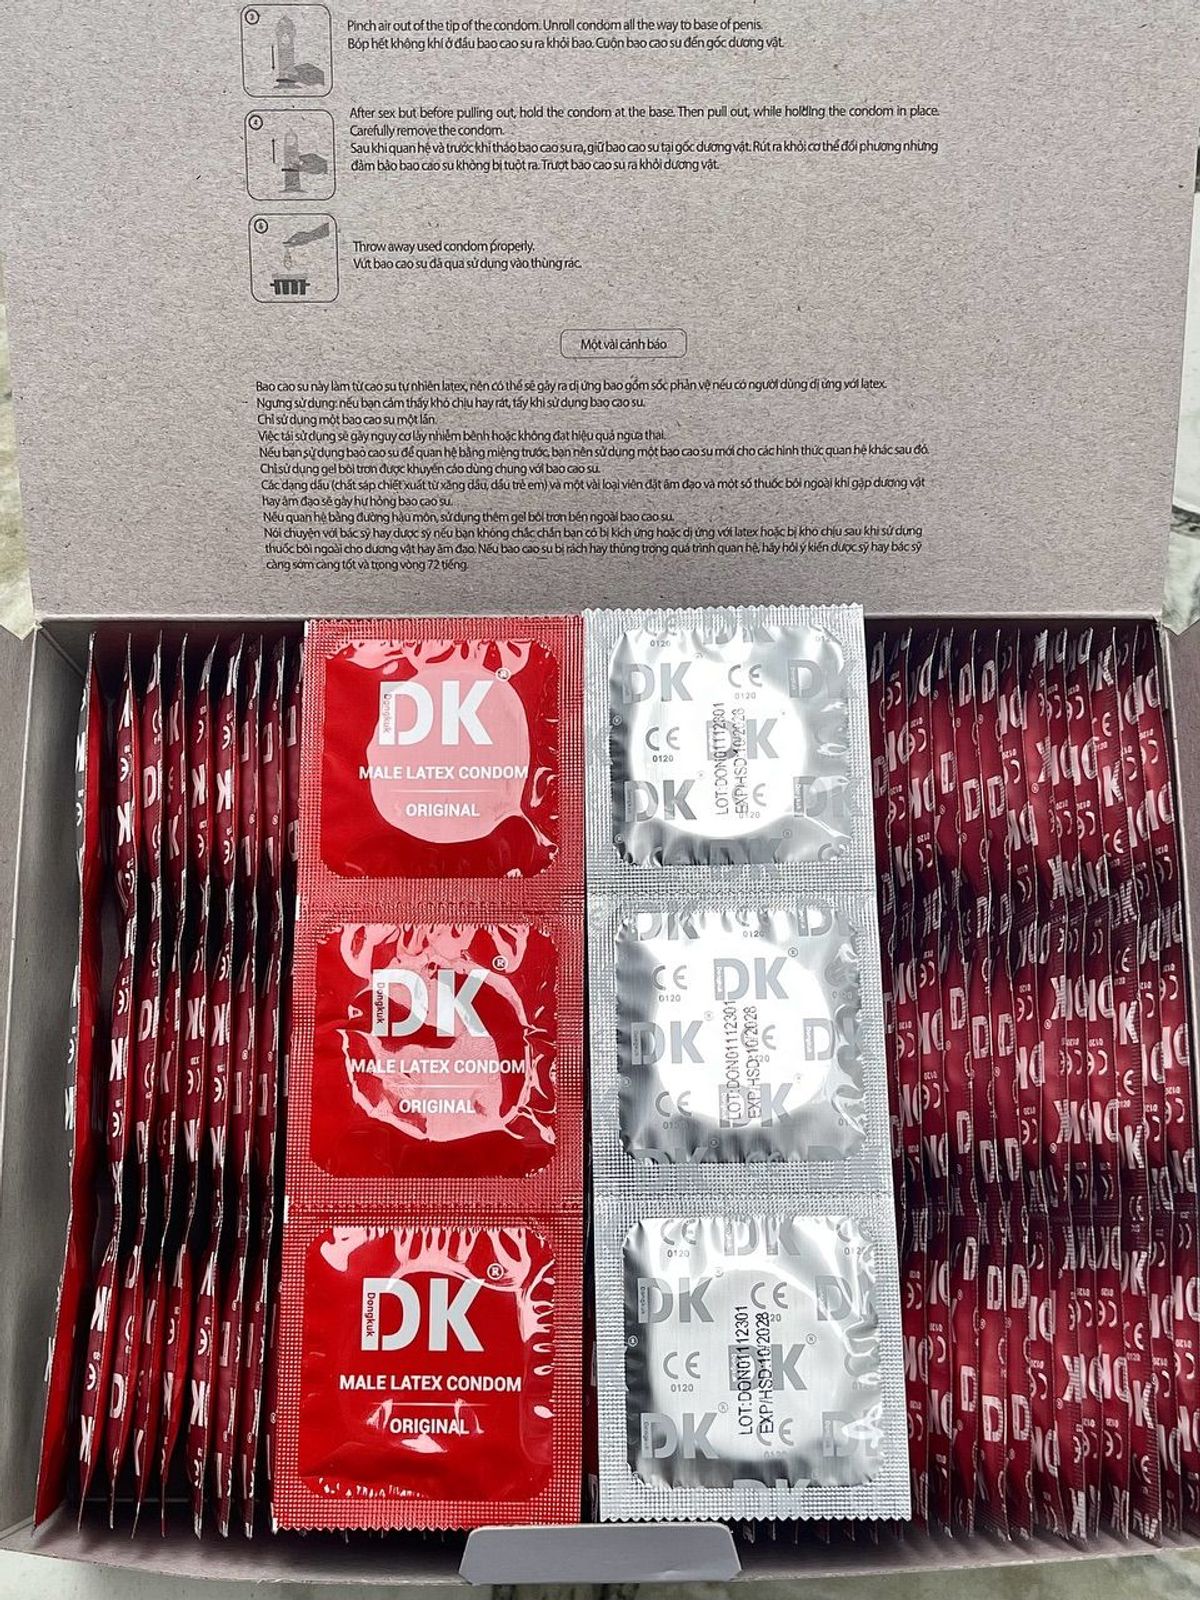 3
Pinch air out of the tip of the condom. Unroll condom all the way to base of penis.
Bóp hết không khí ở đầu bao cao su ra khỏi bao. Cuộn bao cao su đến gốc dương vật.
4
After sex but before pulling out, hold the condom at the base. Then pull out, while holding the condom in place.
Carefully remove the condom.
Sau khi quan hệ và trước khi tháo bao cao su ra, giữ bao cao su tại gốc dương vật. Rút ra khỏi cơ thể đối phương nhưng
đảm bảo bao cao su không bị tuột ra. Trượt bao cao su ra khỏi dương vật.
Throw away used condom properly.
Vứt bao cao su đã qua sử dụng vào thùng rác.
Một vài cảnh báo
Bao cao su này làm từ cao su tự nhiên latex, nên có thể sẽ gây ra dị ứng bao gồm sốc phản vệ nếu có người dùng dị ứng với latex.
Ngưng sử dụng: nếu bạn cảm thấy khó chịu hay rát, tấy khi sử dụng bao cao su.
Chỉ sử dụng một bao cao su một lần.
Việc tái sử dụng sẽ gây nguy cơ lây nhiễm bệnh hoặc không đạt hiệu quả ngừa thai.
Nếu bạn sử dụng bao cao su để quan hệ bằng miệng trước, bạn nên sử dụng một bao cao su mới cho các hình thức quan hệ khác sau đó.
Chỉ sử dụng gel bôi trơn được khuyến cáo dùng chung với bao cao su.
Các dạng dầu (chất sáp chiết xuất từ xăng dầu, dầu trẻ em) và một vài loại viên đặt âm đạo và một số thuốc bôi ngoài khi gặp dương vật
hay âm đạo sẽ gây hư hỏng bao cao su.
Nếu quan hệ bằng đường hậu môn, sử dụng thêm gel bôi trơn bên ngoài bao cao su.
Nói chuyện với bác sỹ hay dược sỹ nếu bạn không chắc chắn bạn có bị kích ứng hoặc dị ứng với latex hoặc bị khó chịu sau khi sử dụng
thuốc bôi ngoài cho dương vật hay âm đạo. Nếu bao cao su bị rách hay thủng trong quá trình quan hệ, hãy hỏi ý kiến dược sỹ hay bác sỹ
càng sớm càng tốt và trong vòng 72 tiếng.
DK®
Dongkuk
MALE LATEX CONDOM
ORIGINAL
DK®
Dongkuk
MALE LATEX CONDOM
ORIGINAL
DK®
Dongkuk
MALE LATEX CONDOM
ORIGINAL
DK CE 0120
LOT:DON01112301
EXP/HSD:10/2028
DK CE 0120
LOT:DON01112301
EXP/HSD:10/2028
DK CE 0120
LOT:DON01112301
EXP/HSD:10/2028